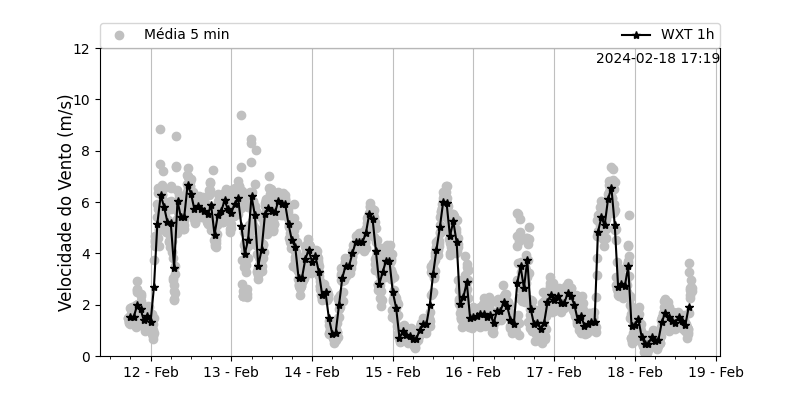 Média 5 min
WXT 1h
2024-02-18 17:19
Velocidade do Vento (m/s)
12
10
8
6
4
2
0
12 - Feb
13 - Feb
14 - Feb
15 - Feb
16 - Feb
17 - Feb
18 - Feb
19 - Feb